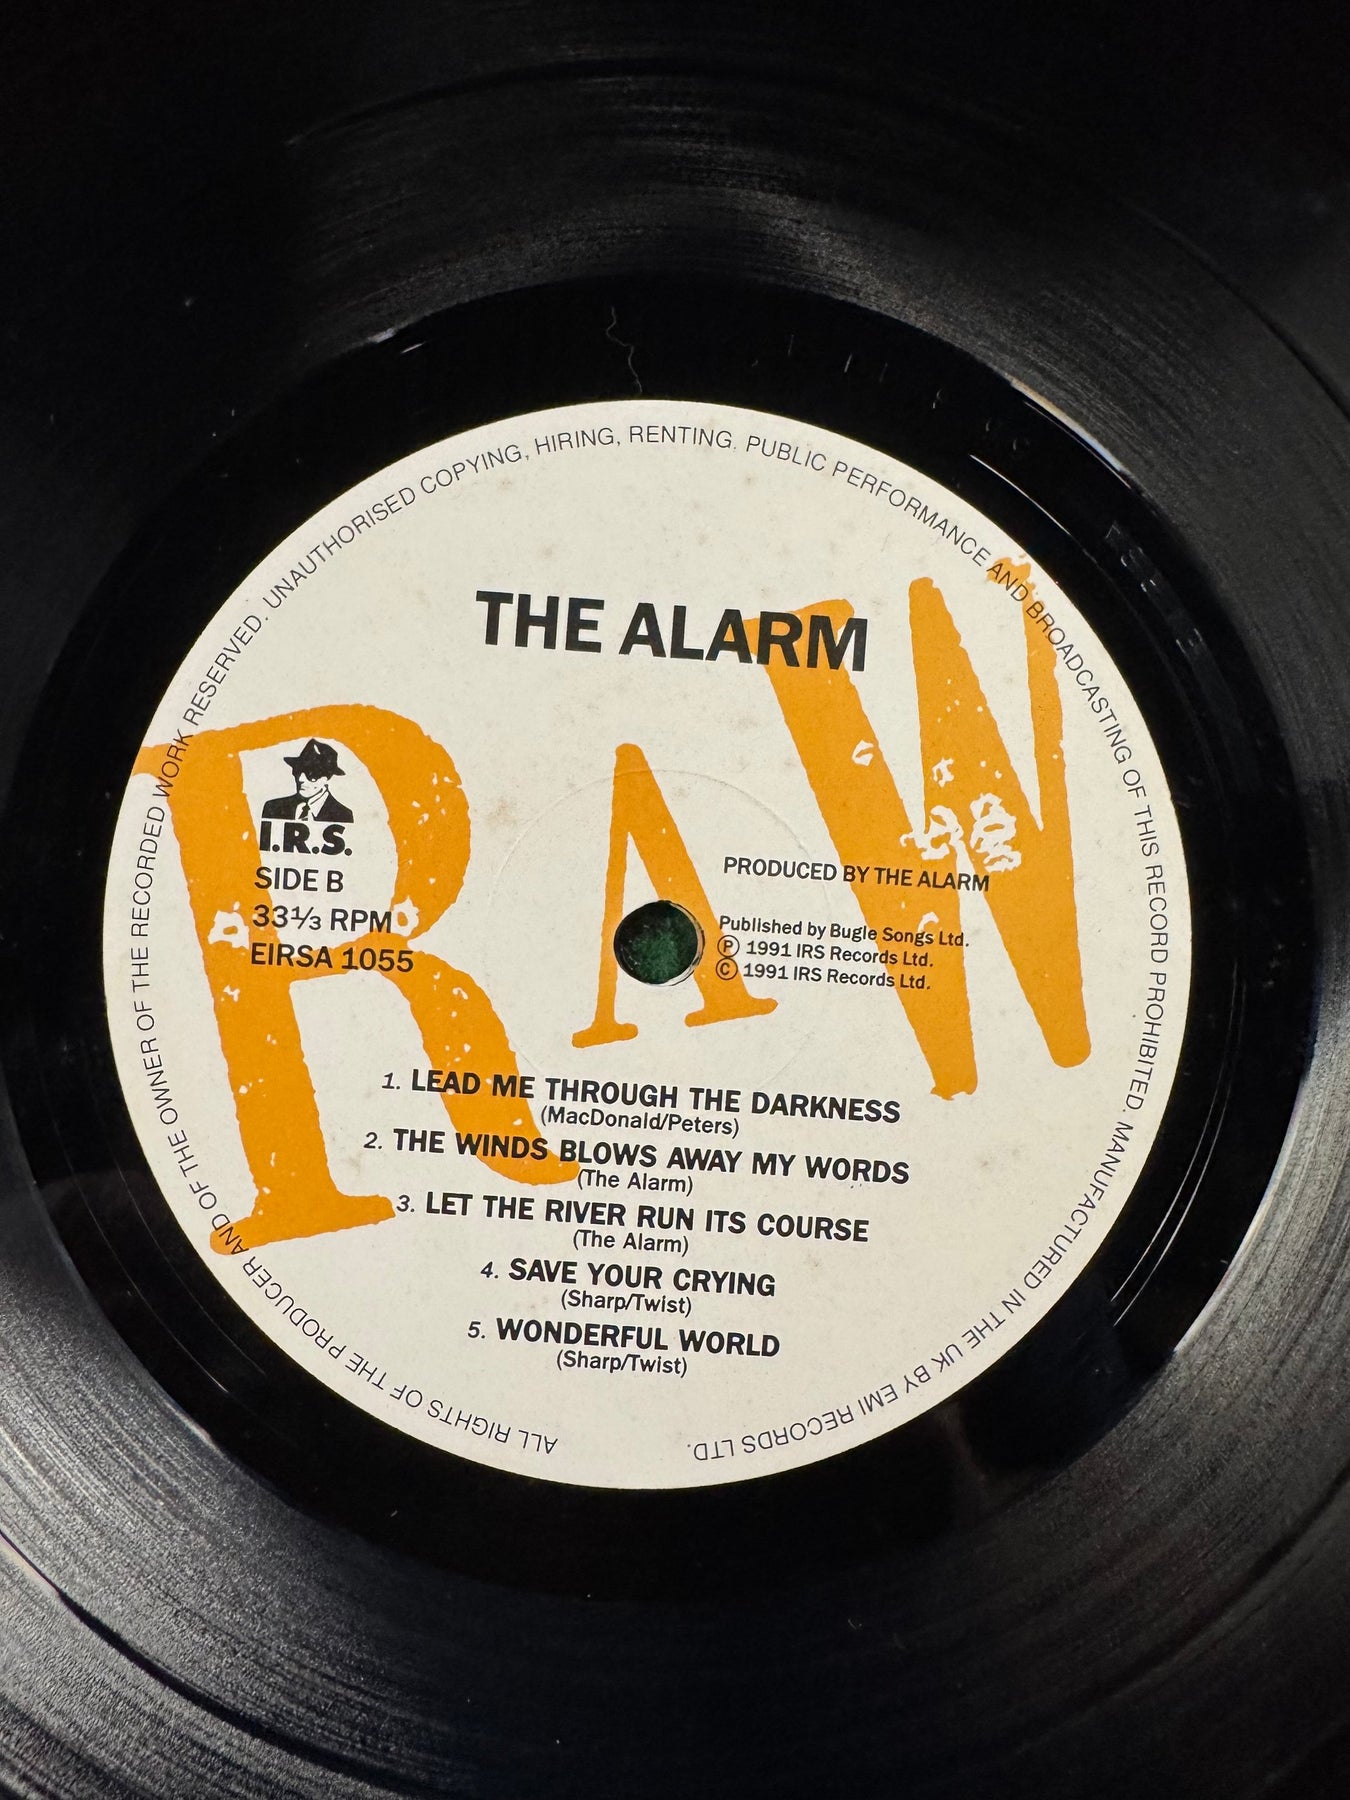 THE ALARM
RAW
I.R.S.
SIDE B
33⅓ RPM
EIRSA 1055
PRODUCED BY THE ALARM
Published by Bugle Songs Ltd.
Ⓟ 1991 IRS Records Ltd.
© 1991 IRS Records Ltd.
1. LEAD ME THROUGH THE DARKNESS
(MacDonald/Peters)
2. THE WINDS BLOWS AWAY MY WORDS
(The Alarm)
3. LET THE RIVER RUN ITS COURSE
(The Alarm)
4. SAVE YOUR CRYING
(Sharp/Twist)
5. WONDERFUL WORLD
(Sharp/Twist)
ALL RIGHTS OF THE PRODUCER AND OF THE OWNER OF THE RECORDED WORK RESERVED. UNAUTHORISED COPYING, HIRING, RENTING. PUBLIC PERFORMANCE AND BROADCASTING OF THIS RECORD PROHIBITED. MANUFACTURED IN THE UK BY EMI RECORDS LTD.